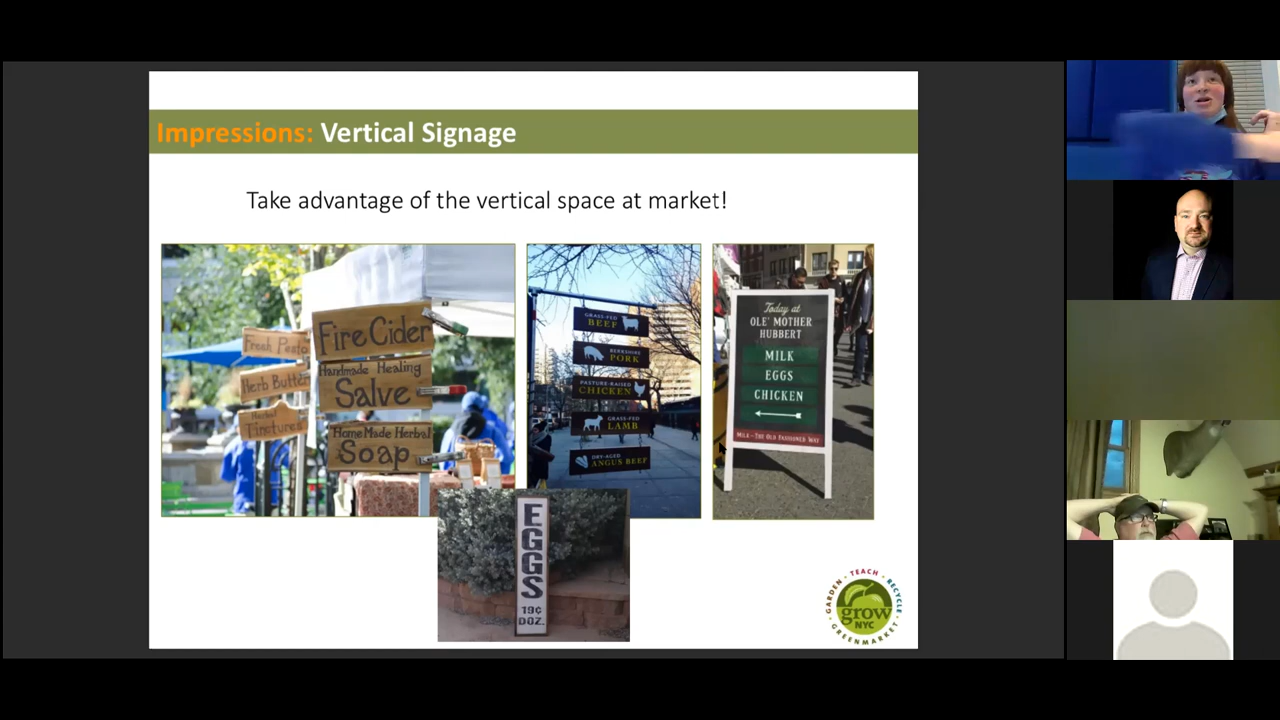 Impressions: Vertical Signage
Take advantage of the vertical space at market!
Fresh Pesto
Herb Butter
Herbal
Tinctures
Fire Cider
Handmade Healing
Salve
HomeMade Herbal
Soap
GRASS-FED
BEEF
BERKSHIRE
PORK
PASTURE-RAISED
CHICKEN
GRASS-FED
LAMB
DRY-AGED
ANGUS BEEF
Today at
OLE' MOTHER
HUBBERT
MILK
EGGS
CHICKEN
MILK-THE OLD FASHIONED WAY
EGGS
19¢
DOZ.
GARDEN · TEACH · RECYCLE · GREENMARKET
grow
NYC